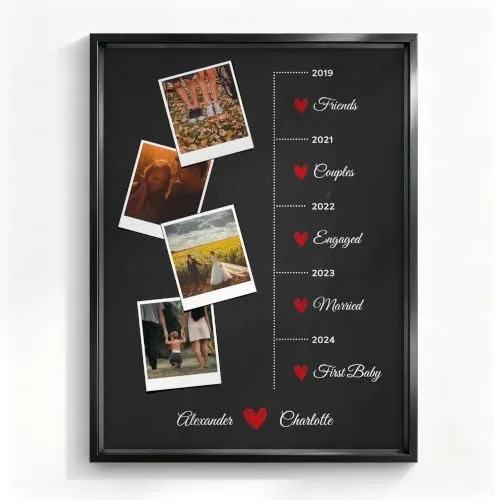 2019
Friends
2021
Couples
2022
Engaged
2023
Married
2024
First Baby
Alexander Charlotte